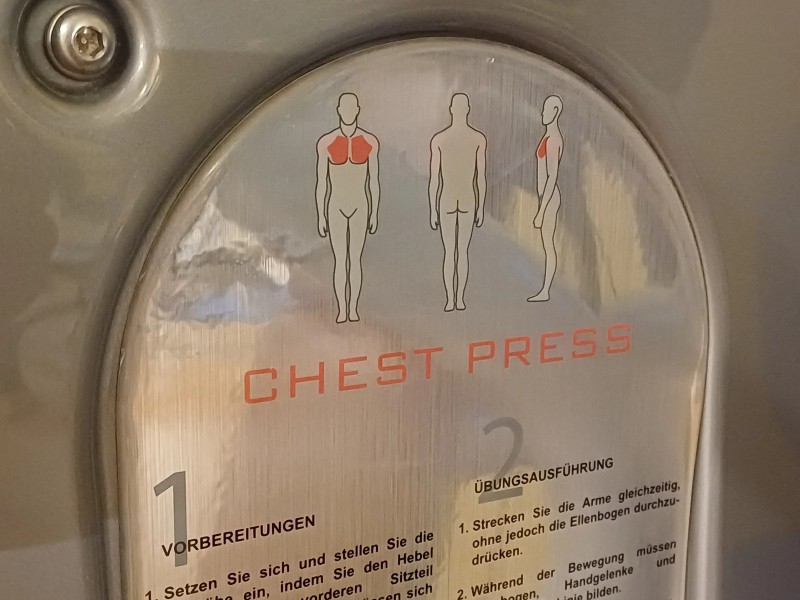 CHEST PRESS
1
VORBEREITUNGEN
1. Setzen Sie sich und stellen Sie die
ein, indem Sie den Hebel
vorderen Sitzteil
sich
2
ÜBUNGSAUSFÜHRUNG
1. Strecken Sie die Arme gleichzeitig,
ohne jedoch die Ellenbogen durchzu-
drücken.
2. Während der Bewegung müssen
Handgelenke und
bilden.